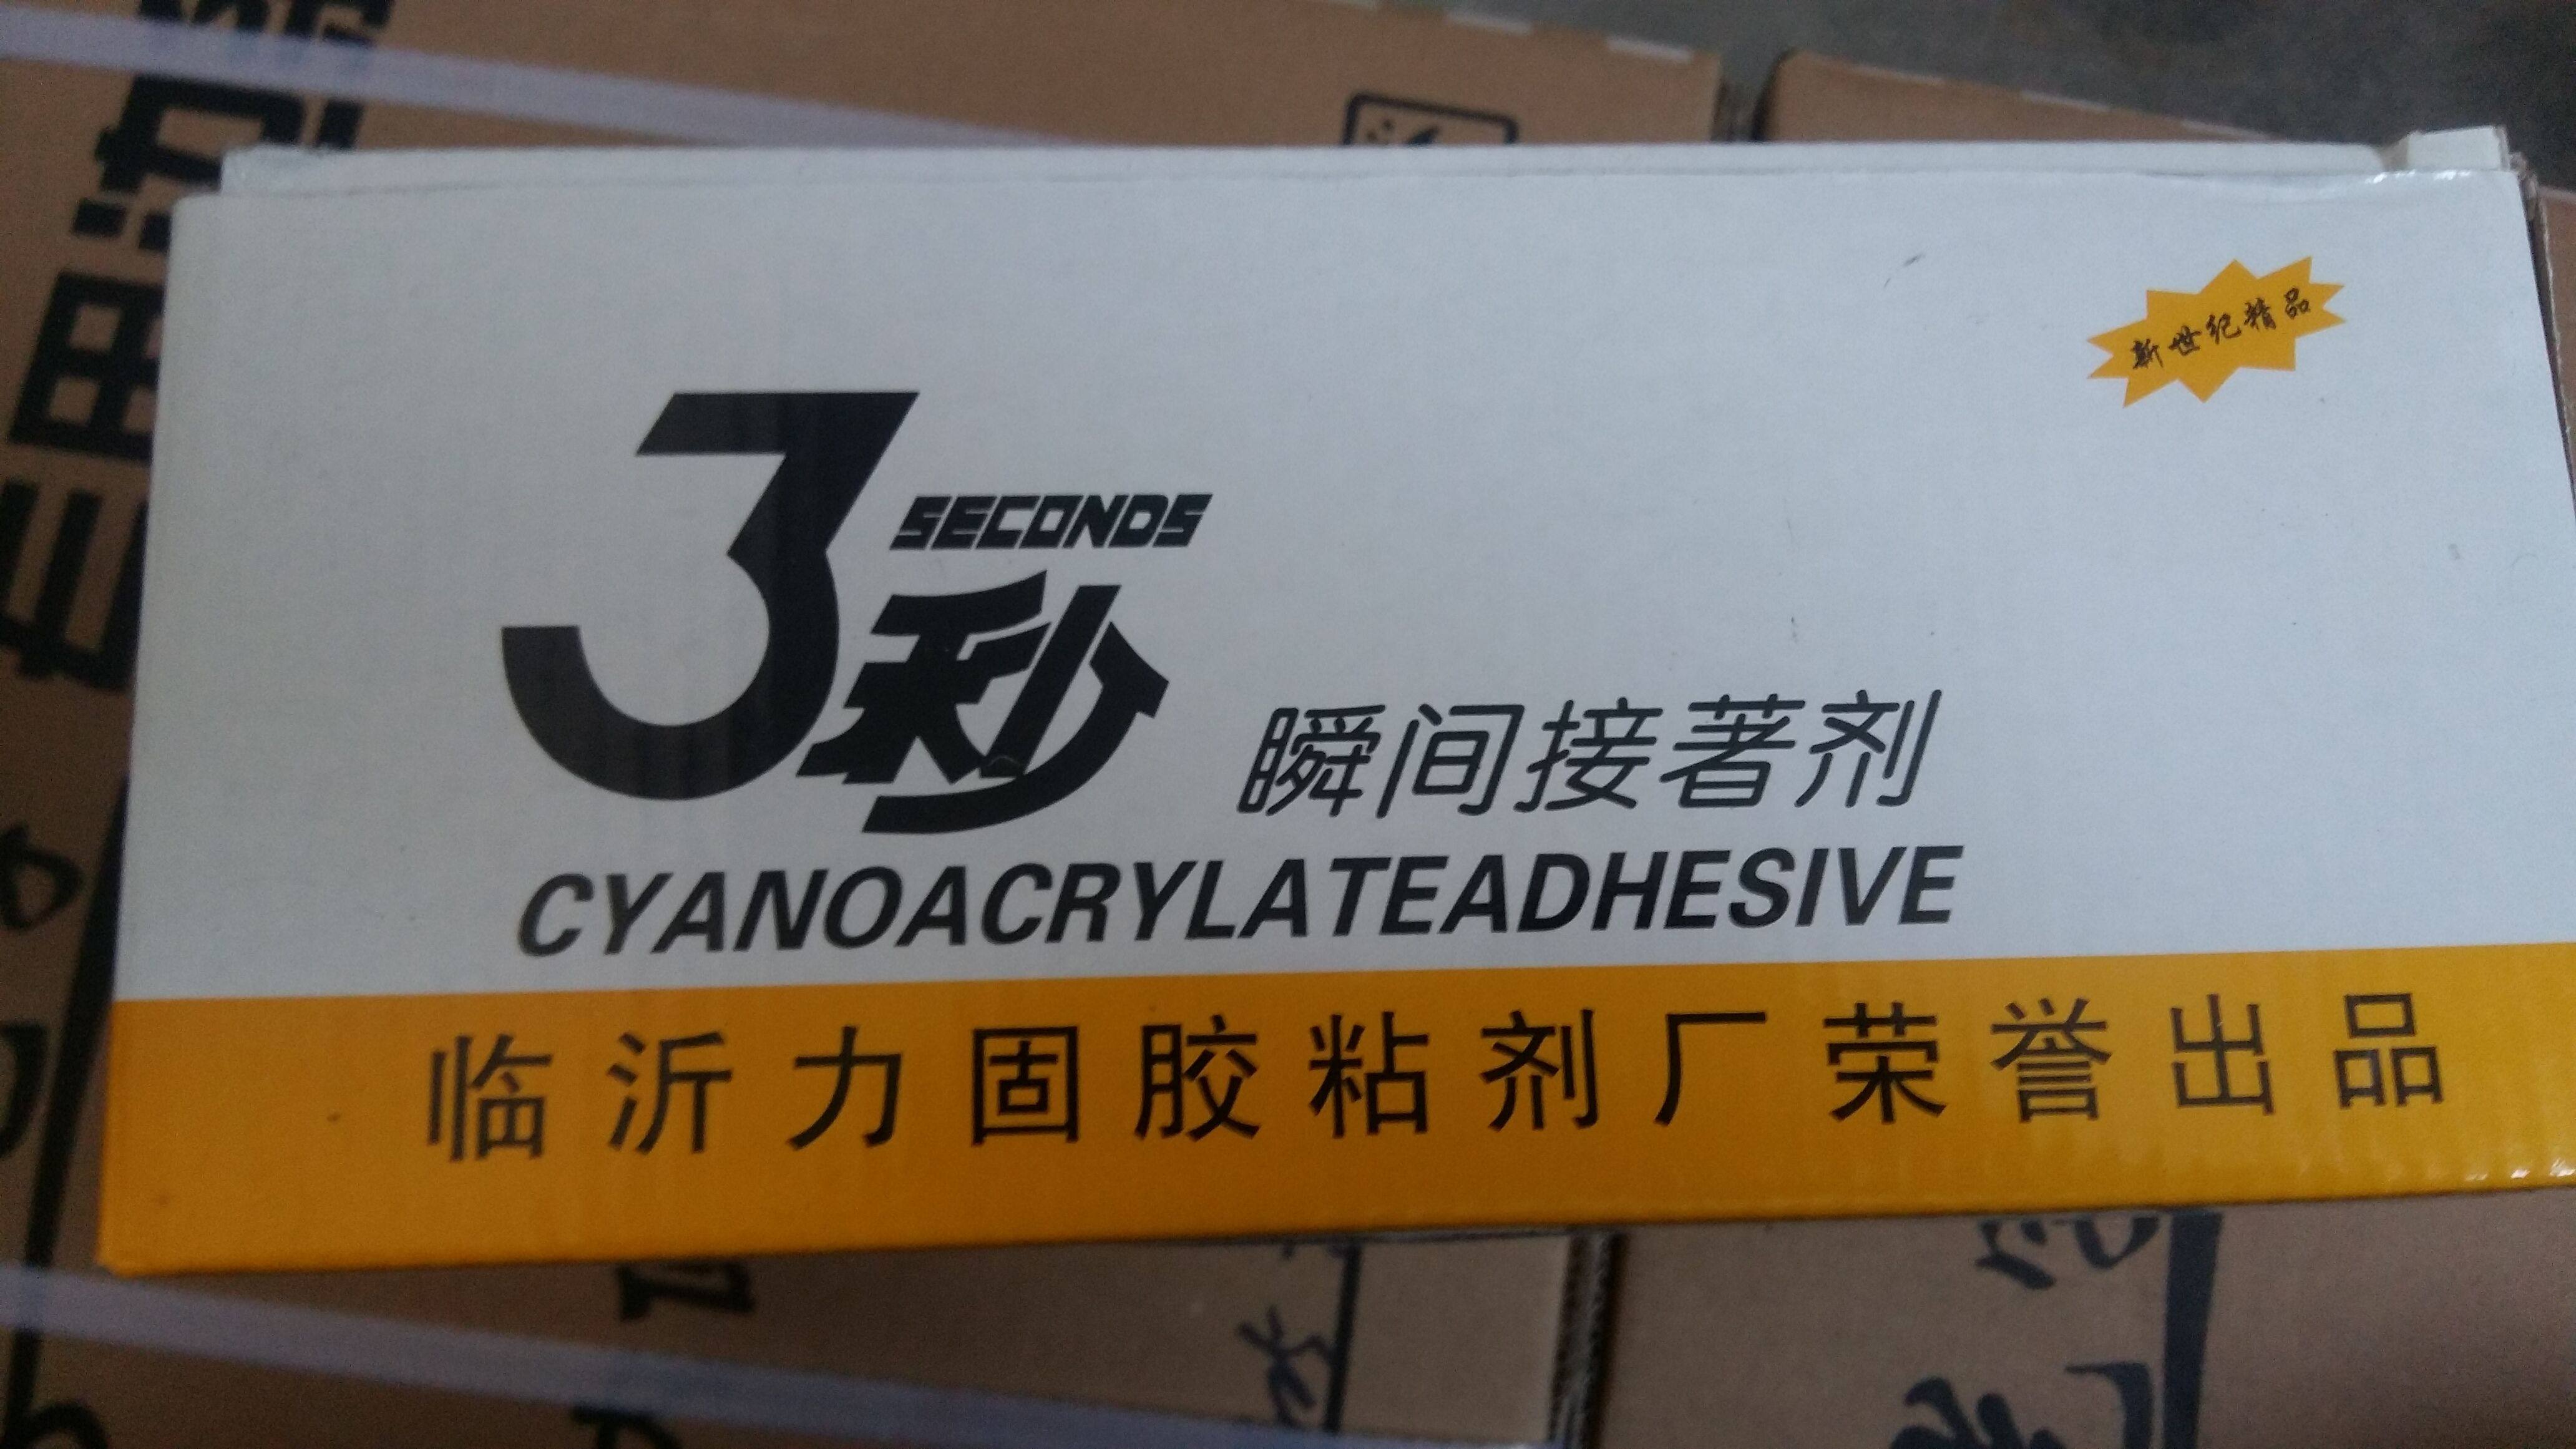 新世纪精品
3秒
SECONDS
瞬间接著剂
CYANOACRYLATEADHESIVE
临沂力固胶粘剂厂荣誉出品